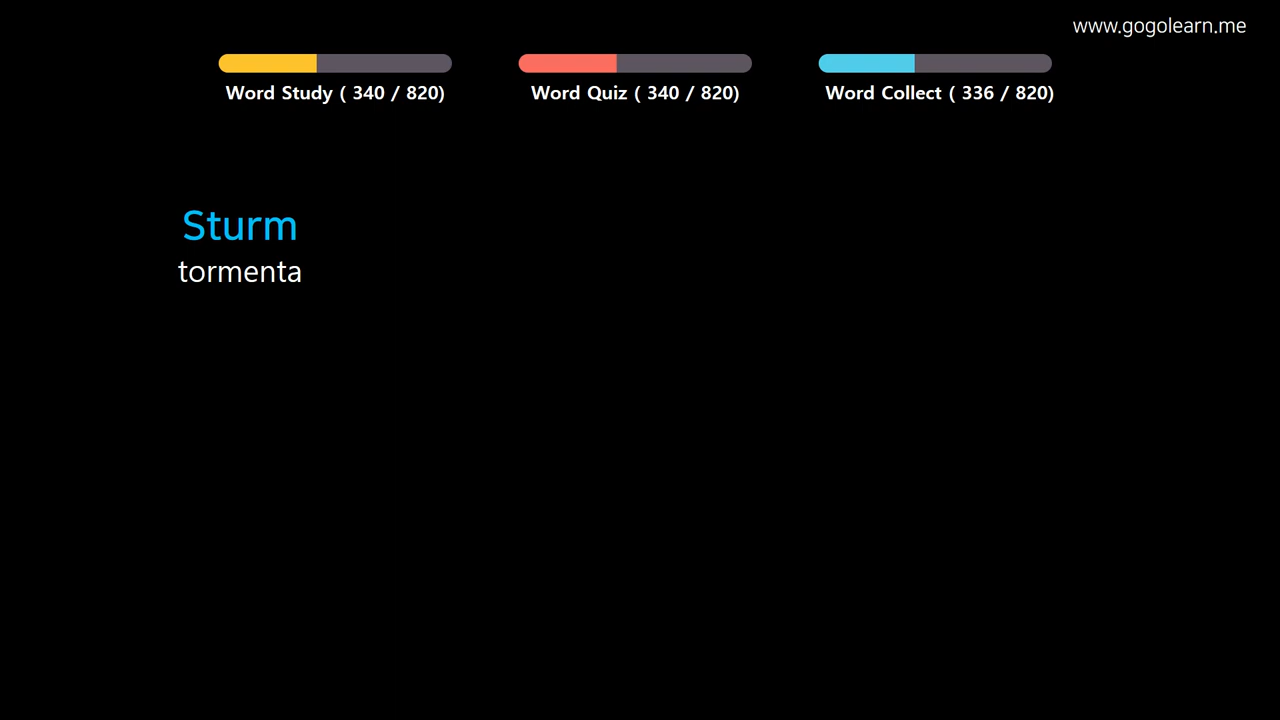 www.gogolearn.me
Word Study ( 340 / 820)
Word Quiz ( 340 / 820)
Word Collect ( 336 / 820)
Sturm
tormenta